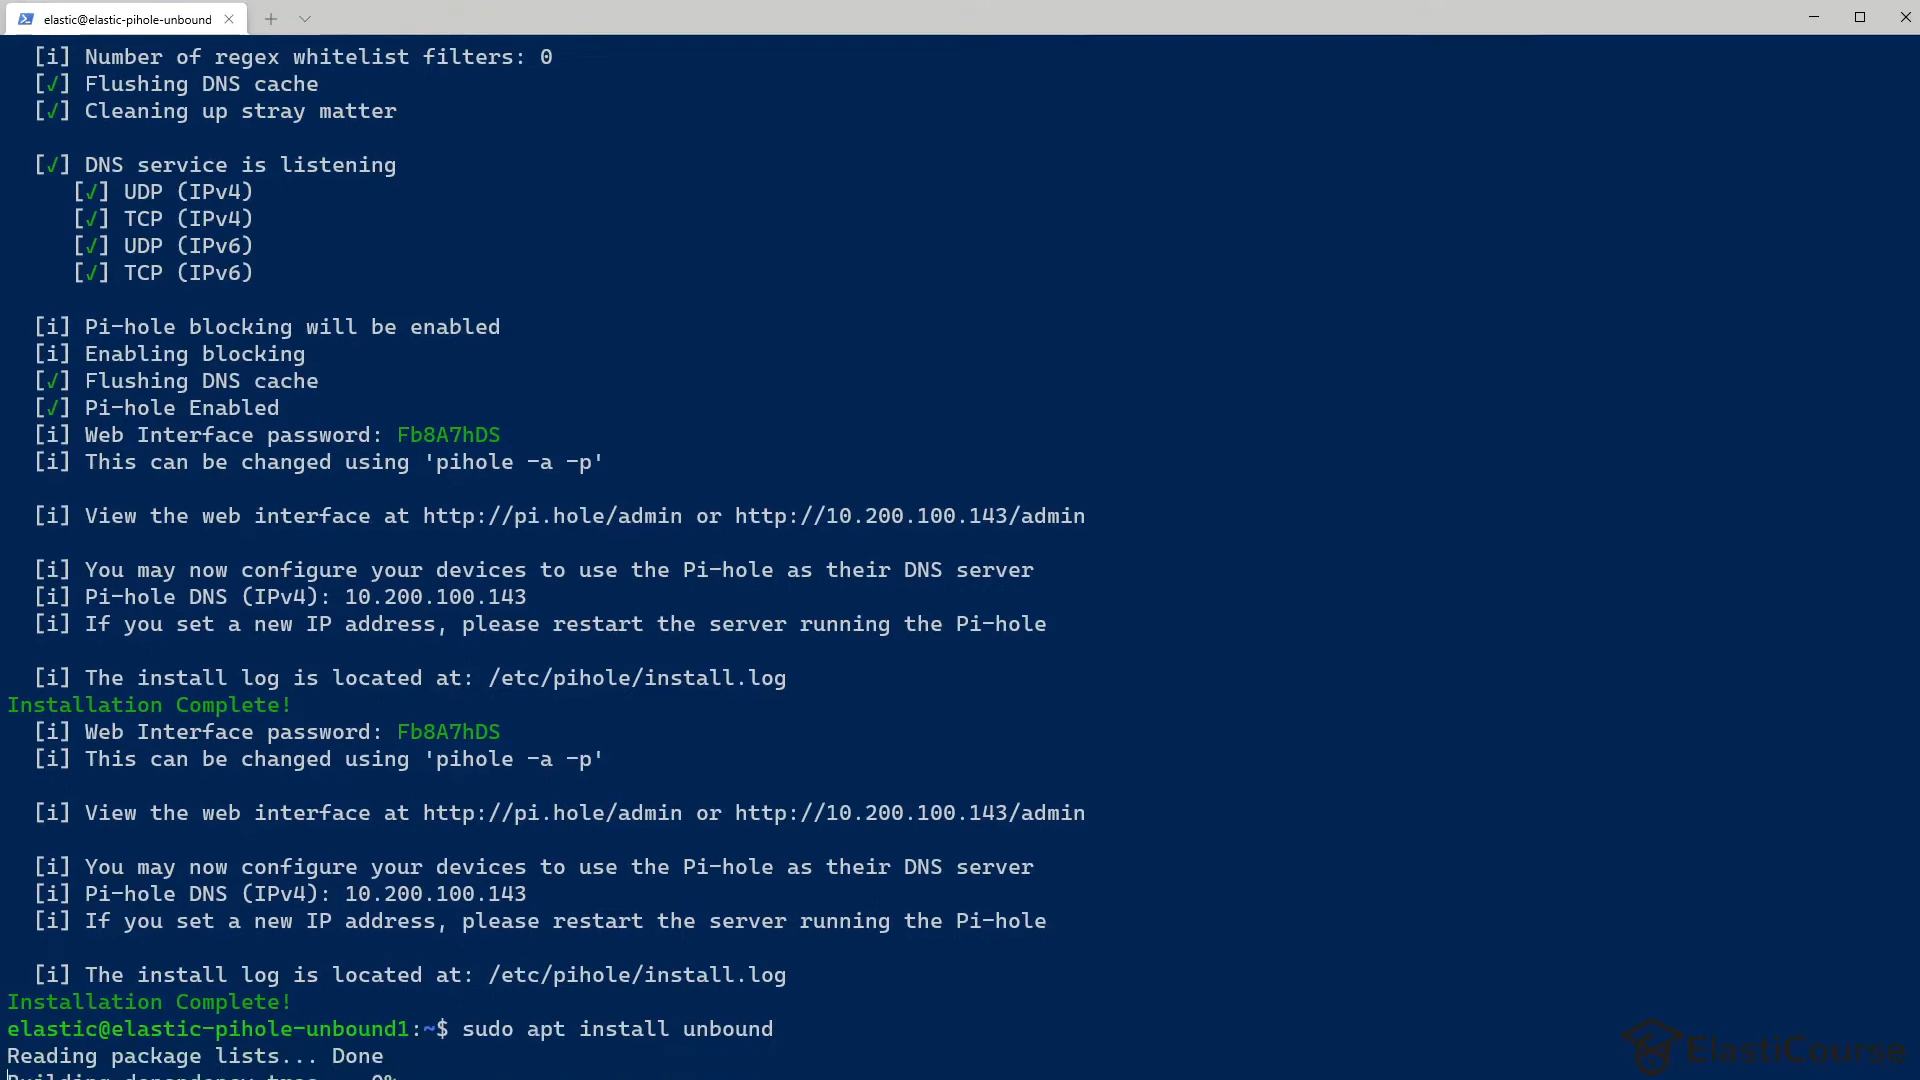 elastic@elastic-pihole-unbound
[i] Number of regex whitelist filters: 0
[✓] Flushing DNS cache
[✓] Cleaning up stray matter
[✓] DNS service is listening
[✓] UDP (IPv4)
[✓] TCP (IPv4)
[✓] UDP (IPv6)
[✓] TCP (IPv6)
[i] Pi-hole blocking will be enabled
[i] Enabling blocking
[✓] Flushing DNS cache
[✓] Pi-hole Enabled
[i] Web Interface password: Fb8A7hDS
[i] This can be changed using 'pihole -a -p'
[i] View the web interface at http://pi.hole/admin or http://10.200.100.143/admin
[i] You may now configure your devices to use the Pi-hole as their DNS server
[i] Pi-hole DNS (IPv4): 10.200.100.143
[i] If you set a new IP address, please restart the server running the Pi-hole
[i] The install log is located at: /etc/pihole/install.log
Installation Complete!
[i] Web Interface password: Fb8A7hDS
[i] This can be changed using 'pihole -a -p'
[i] View the web interface at http://pi.hole/admin or http://10.200.100.143/admin
[i] You may now configure your devices to use the Pi-hole as their DNS server
[i] Pi-hole DNS (IPv4): 10.200.100.143
[i] If you set a new IP address, please restart the server running the Pi-hole
[i] The install log is located at: /etc/pihole/install.log
Installation Complete!
elastic@elastic-pihole-unbound1:~$ sudo apt install unbound
Reading package lists... Done
Building dependency tree... 0%
ElastiCourse